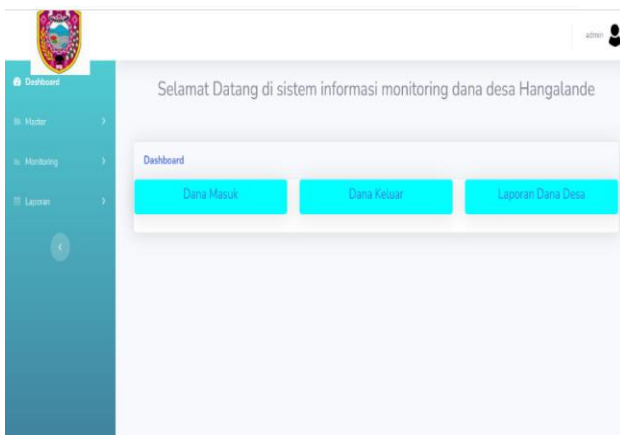 admin
Dashboard
Selamat Datang di sistem informasi monitoring dana desa Hangalande
Master
Monitoring
Dashboard
Dana Masuk Dana Keluar Laporan Dana Desa
Laporan